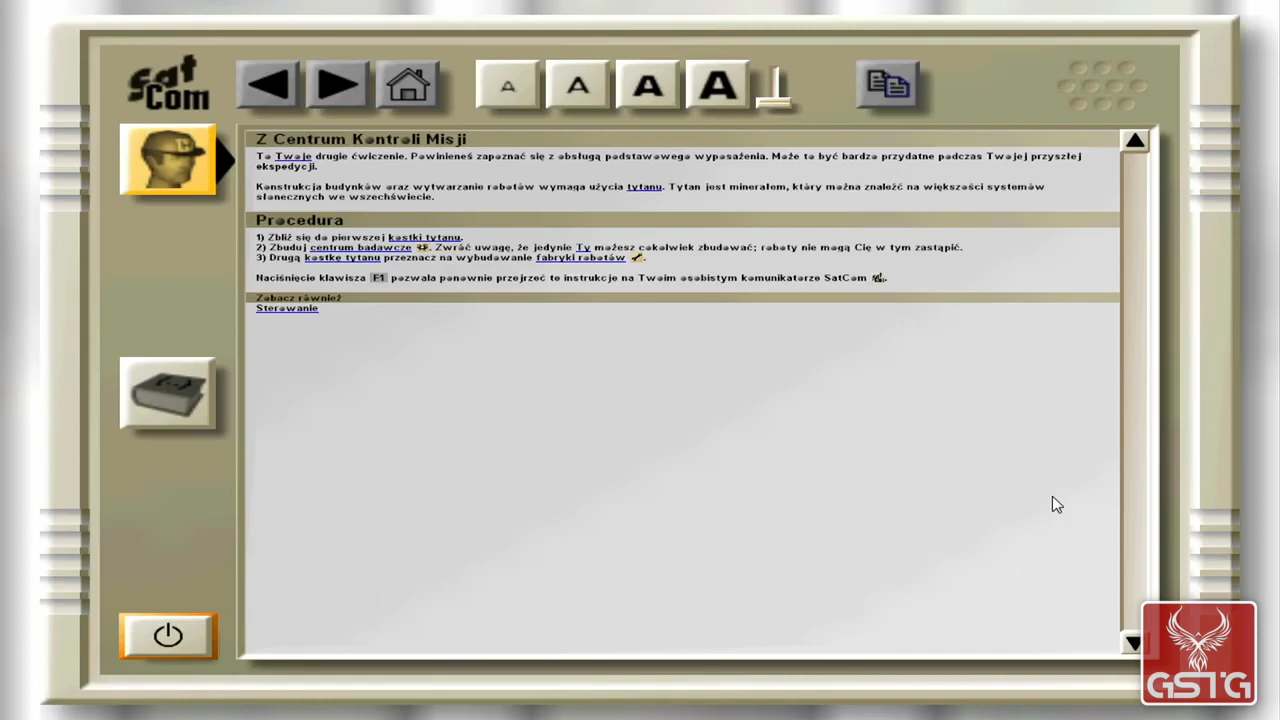 sat
Com
A A A A
Z Centrum Kontroli Misji
To Twoje drugie ćwiczenie. Powinieneś zapoznać się z obsługą podstawowego wyposażenia. Może to być bardzo przydatne podczas Twojej przyszłej
ekspedycji.
Konstrukcja budynków oraz wytwarzanie robotów wymaga użycia tytanu. Tytan jest minerałem, który można znaleźć na większości systemów
słonecznych we wszechświecie.
Procedura
1) Zbliż się do pierwszej kostki tytanu.
2) Zbuduj centrum badawcze. Zwróć uwagę, że jedynie Ty możesz cokolwiek zbudować; roboty nie mogą Cię w tym zastąpić.
3) Drugą kostkę tytanu przeznacz na wybudowanie fabryki robotów.
Naciśnięcie klawisza F1 pozwala ponownie przejrzeć te instrukcje na Twoim osobistym komunikatorze SatCom.
Zobacz również
Sterowanie
GSTG